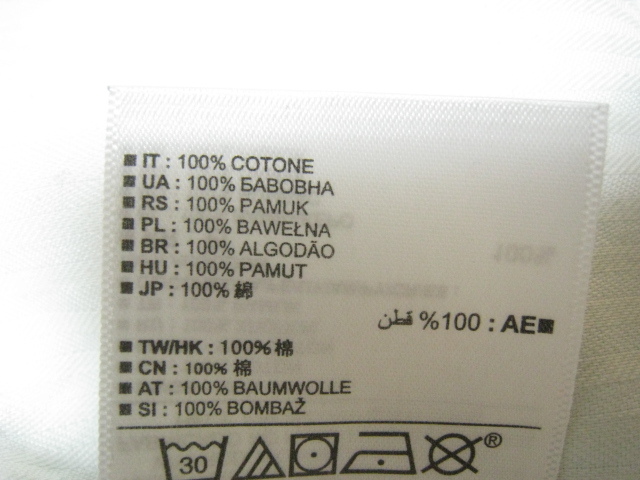 IT : 100% COTONE
UA : 100% БАВОВНА
RS : 100% PAMUK
PL : 100% BAWEŁNA
BR : 100% ALGODÃO
HU : 100% PAMUT
JP : 100% 綿
AE : 100% قطن
TW/HK : 100% 棉
CN : 100% 棉
AT : 100% BAUMWOLLE
SI : 100% BOMBAŽ
30 ®